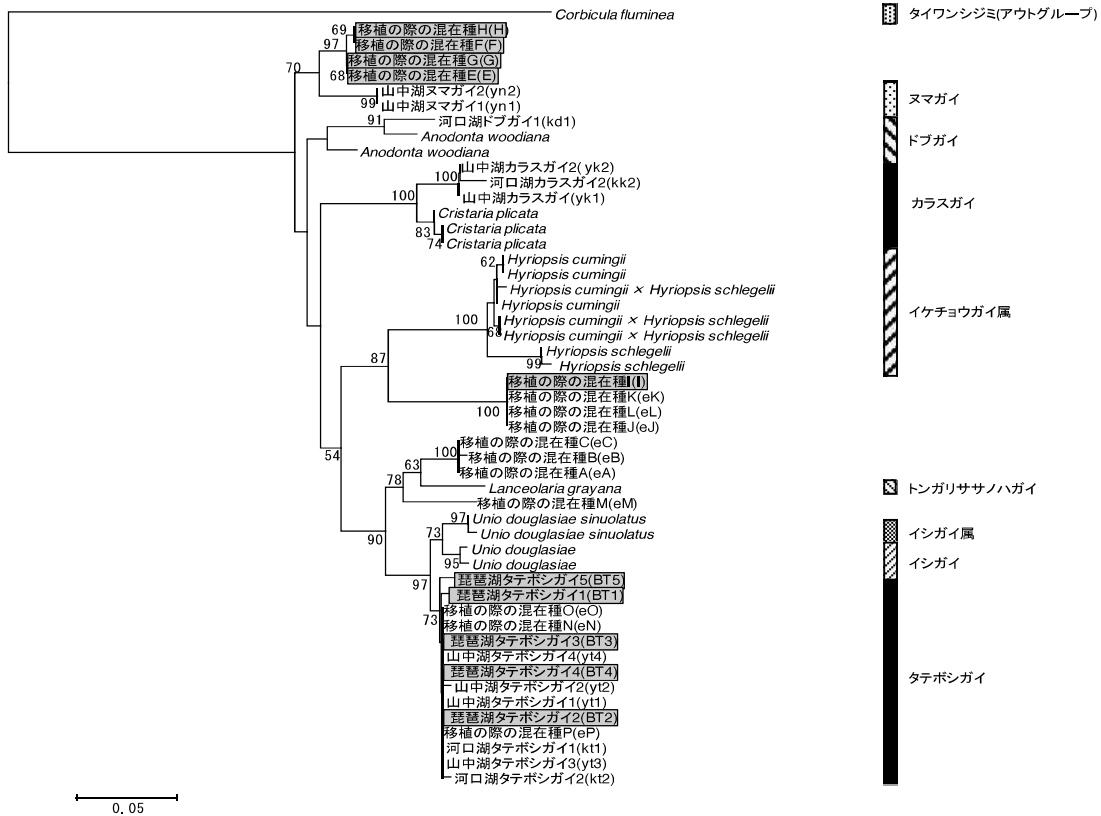 Corbicula fluminea
タイワンシジミ(アウトグループ)
69
移植の際の混在種H(H)
97
移植の際の混在種F(F)
移植の際の混在種G(G)
70
68
移植の際の混在種E(E)
山中湖ヌマガイ2(yn2)
ヌマガイ
99
山中湖ヌマガイ1(yn1)
91
河口湖ドブガイ1(kd1)
Anodonta woodiana
ドブガイ
Anodonta woodiana
山中湖カラスガイ2(yk2)
100
河口湖カラスガイ2(kk2)
100
山中湖カラスガイ(yk1)
カラスガイ
Cristaria plicata
83
Cristaria plicata
74
Cristaria plicata
62
Hyriopsis cumingii
Hyriopsis cumingii
Hyriopsis cumingii × Hyriopsis schlegelii
Hyriopsis cumingii
イケチョウガイ属
100
Hyriopsis cumingii × Hyriopsis schlegelii
68
Hyriopsis cumingii × Hyriopsis schlegelii
Hyriopsis schlegelii
87
99
Hyriopsis schlegelii
移植の際の混在種I(I)
移植の際の混在種K(eK)
100
移植の際の混在種L(eL)
移植の際の混在種J(eJ)
移植の際の混在種C(eC)
54
100
移植の際の混在種B(eB)
63
移植の際の混在種A(eA)
78
Lanceolaria grayana
トンガリササノハガイ
移植の際の混在種M(eM)
97
Unio douglasiae sinuolatus
90
73
Unio douglasiae sinuolatus
イシガイ属
Unio douglasiae
95
Unio douglasiae
イシガイ
97
琵琶湖タテボシガイ5(BT5)
琵琶湖タテボシガイ1(BT1)
移植の際の混在種O(eO)
73
移植の際の混在種N(eN)
琵琶湖タテボシガイ3(BT3)
山中湖タテボシガイ4(yt4)
琵琶湖タテボシガイ4(BT4)
タテボシガイ
山中湖タテボシガイ2(yt2)
山中湖タテボシガイ1(yt1)
琵琶湖タテボシガイ2(BT2)
移植の際の混在種P(eP)
河口湖タテボシガイ1(kt1)
山中湖タテボシガイ3(yt3)
河口湖タテボシガイ2(kt2)
0.05